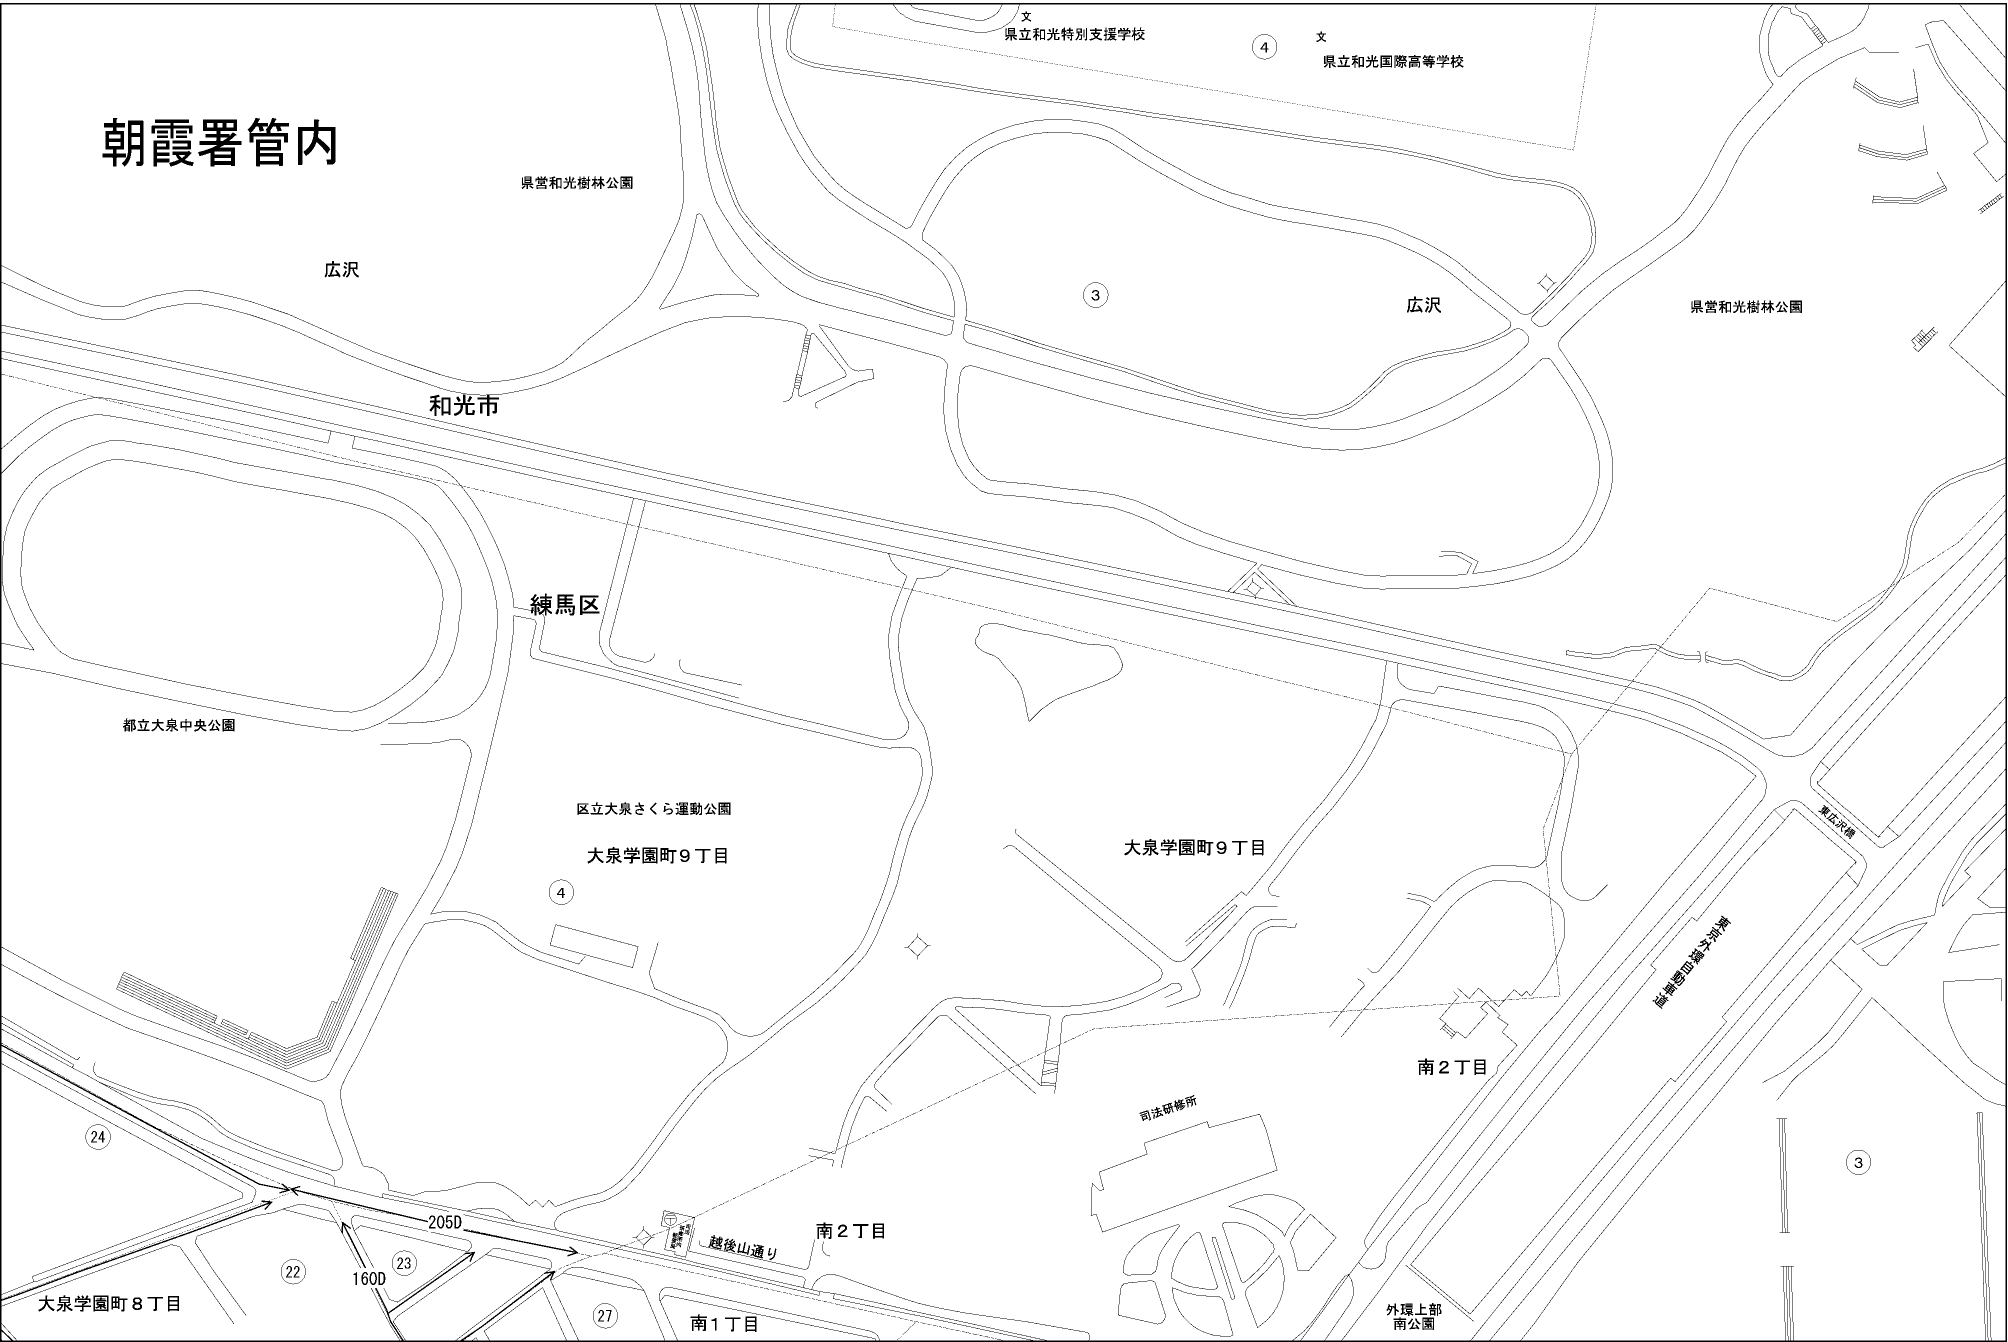 文
県立和光特別支援学校
④
文
県立和光国際高等学校
朝霞署管内
県営和光樹林公園
広沢
③
広沢
県営和光樹林公園
和光市
練馬区
都立大泉中央公園
区立大泉さくら運動公園
大泉学園町９丁目
④
大泉学園町９丁目
東広沢橋
東京外環自動車道
南２丁目
司法研修所
㉔
③
205D
南２丁目
越後山通り
㉒
㉓
160D
大泉学園町８丁目
㉗
南１丁目
外環上部
南公園